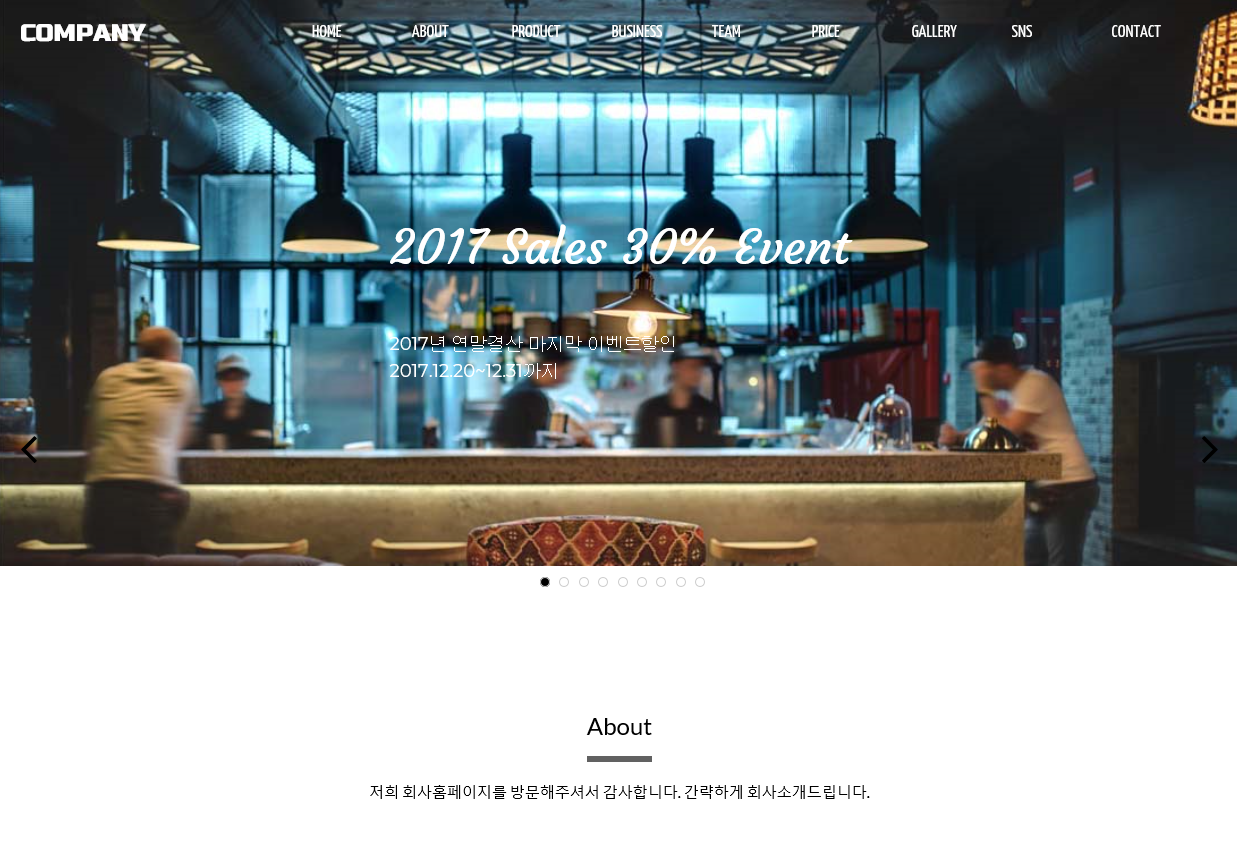 COMPANY
HOME ABOUT PRODUCT BUSINESS TEAM PRICE GALLERY SNS CONTACT
2017 Sales 30% Event
2017년 연말결산 마지막 이벤트할인
2017.12.20~12.31까지
About
저희 회사홈페이지를 방문해주셔서 감사합니다. 간략하게 회사소개드립니다.